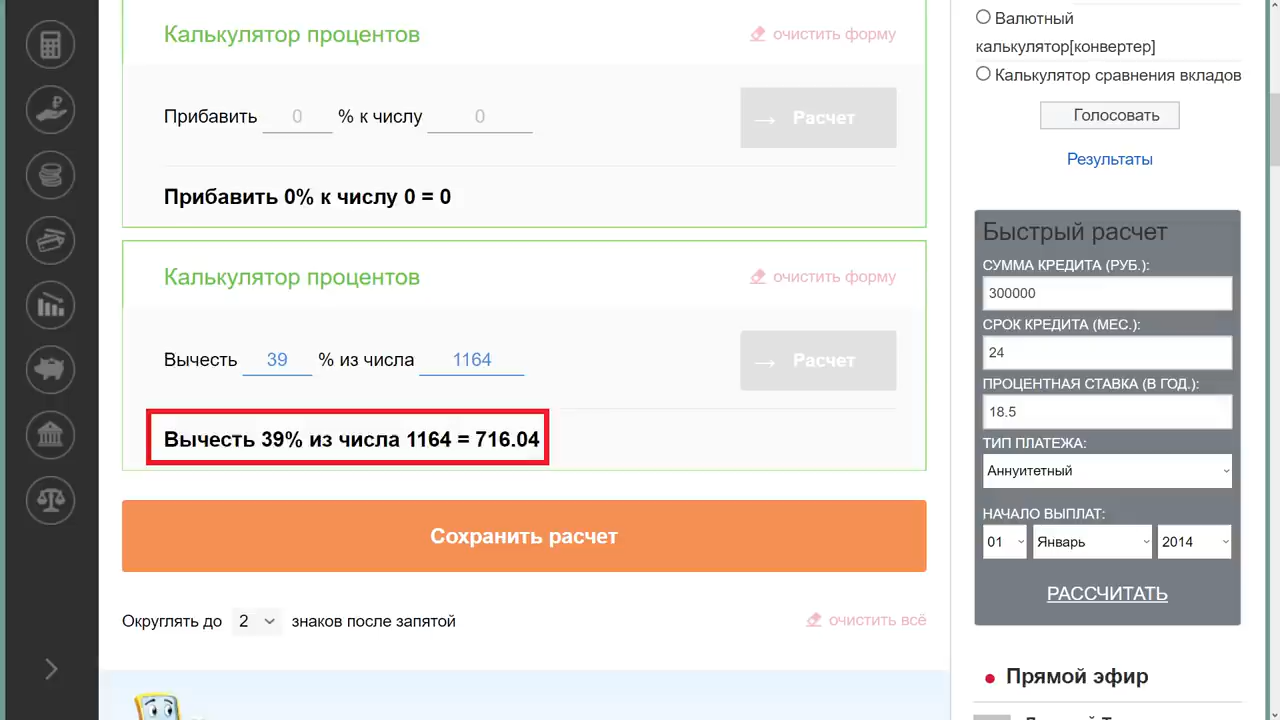 Калькулятор процентов
очистить форму
Прибавить 0 % к числу 0
→ Расчет
Прибавить 0% к числу 0 = 0
Калькулятор процентов
очистить форму
Вычесть 39 % из числа 1164
→ Расчет
Вычесть 39% из числа 1164 = 716.04
Сохранить расчет
Округлять до 2 знаков после запятой
очистить всё
Валютный
калькулятор[конвертер]
Калькулятор сравнения вкладов
Голосовать
Результаты
Быстрый расчет
СУММА КРЕДИТА (РУБ.):
300000
СРОК КРЕДИТА (МЕС.):
24
ПРОЦЕНТНАЯ СТАВКА (В ГОД.):
18.5
ТИП ПЛАТЕЖА:
Аннуитетный
НАЧАЛО ВЫПЛАТ:
01 Январь 2014
РАССЧИТАТЬ
Прямой эфир